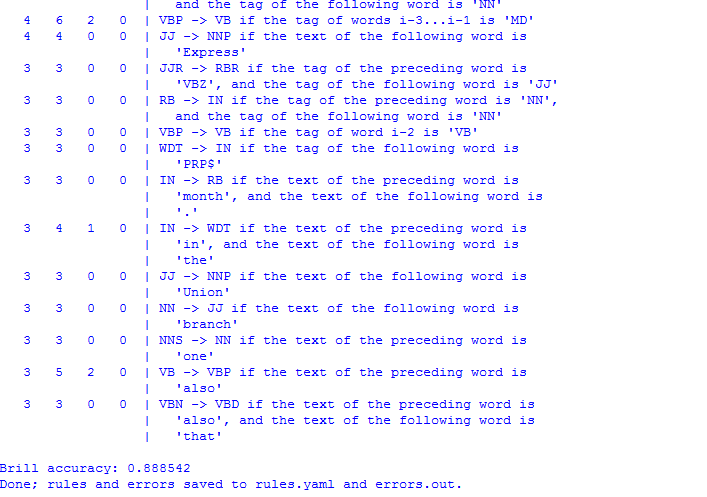 and the tag of the following word is 'NN'
4 6 2 0 | VBP -> VB if the tag of words i-3...i-1 is 'MD'
4 4 0 0 | JJ -> NNP if the text of the following word is
| 'Express'
3 3 0 0 | JJR -> RBR if the tag of the preceding word is
| 'VBZ', and the tag of the following word is 'JJ'
3 3 0 0 | RB -> IN if the tag of the preceding word is 'NN',
| and the tag of the following word is 'NN'
3 3 0 0 | VBP -> VB if the tag of word i-2 is 'VB'
3 3 0 0 | WDT -> IN if the tag of the following word is
| 'PRP$'
3 3 0 0 | IN -> RB if the text of the preceding word is
| 'month', and the text of the following word is
| '.'
3 4 1 0 | IN -> WDT if the text of the preceding word is
| 'in', and the text of the following word is
| 'the'
3 3 0 0 | JJ -> NNP if the text of the following word is
| 'Union'
3 3 0 0 | NN -> JJ if the text of the following word is
| 'branch'
3 3 0 0 | NNS -> NN if the text of the preceding word is
| 'one'
3 5 2 0 | VB -> VBP if the text of the preceding word is
| 'also'
3 3 0 0 | VBN -> VBD if the text of the preceding word is
| 'also', and the text of the following word is
| 'that'
Brill accuracy: 0.888542
Done; rules and errors saved to rules.yaml and errors.out.